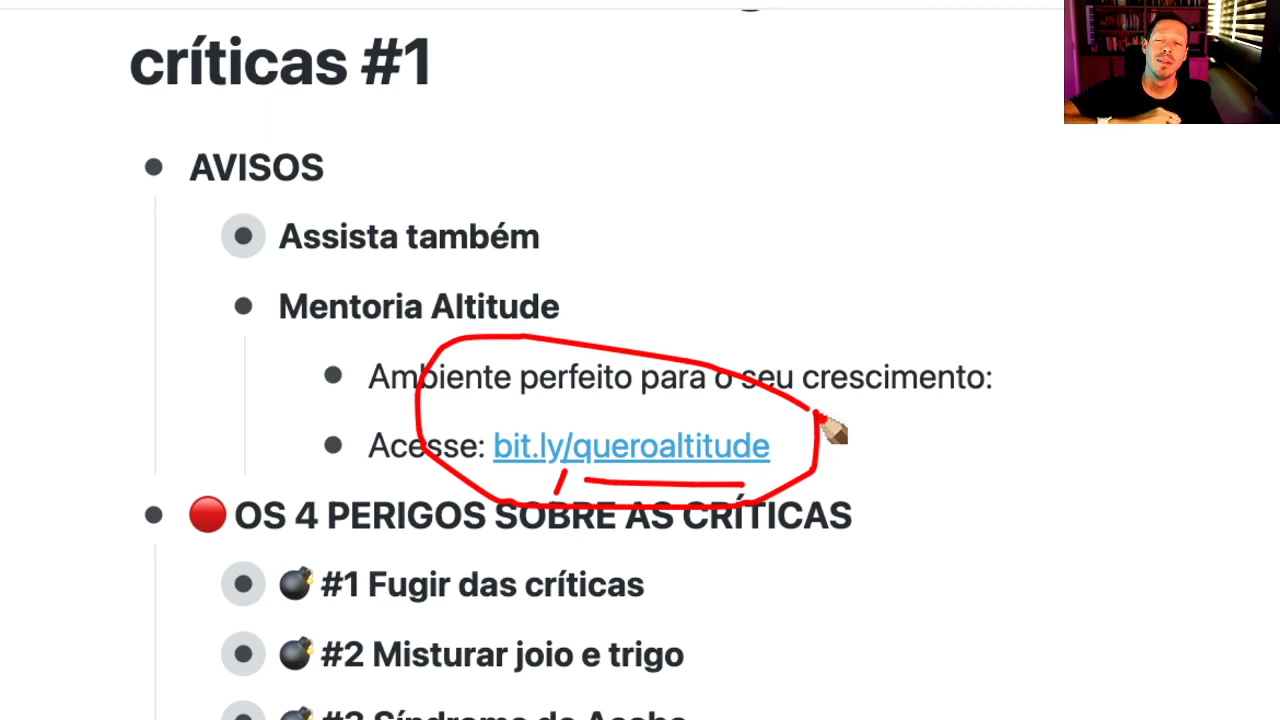 críticas #1
AVISOS
Assista também
Mentoria Altitude
Ambiente perfeito para o seu crescimento:
Acesse: bit.ly/queroaltitude
OS 4 PERIGOS SOBRE AS CRÍTICAS
#1 Fugir das críticas
#2 Misturar joio e trigo